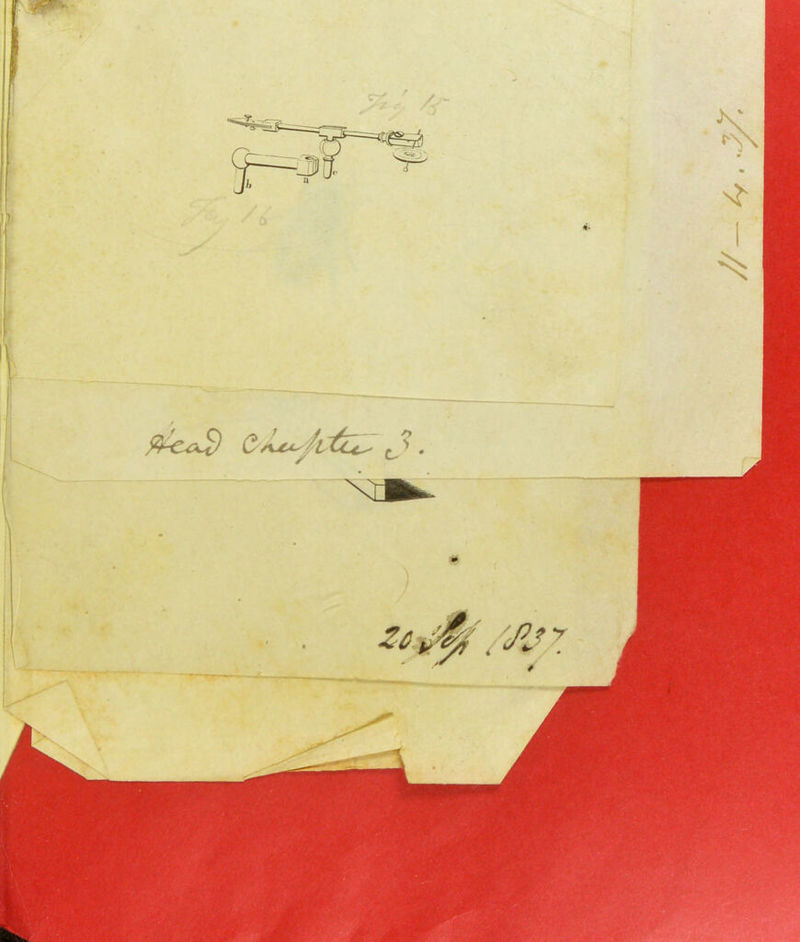 Fig 15
b
a
c
d
Fig 16
11 – 4. 37.
Head Chapter 3.
20 Sep 1837.